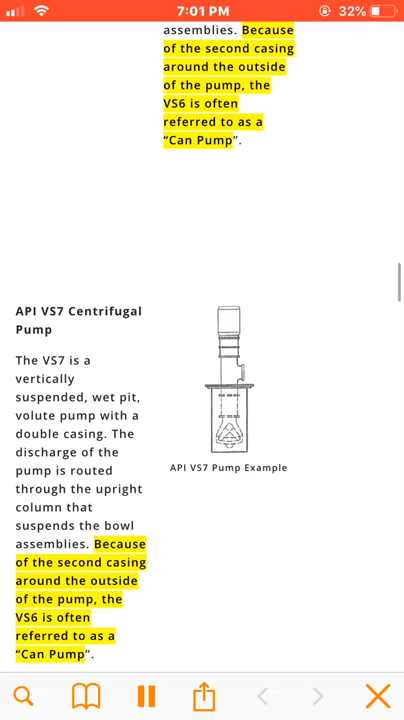 7:01 PM
32%
assemblies. Because
of the second casing
around the outside
of the pump, the
VS6 is often
referred to as a
“Can Pump”.
API VS7 Centrifugal
Pump
The VS7 is a
vertically
suspended, wet pit,
volute pump with a
double casing. The
discharge of the
pump is routed
through the upright
column that
suspends the bowl
assemblies. Because
of the second casing
around the outside
of the pump, the
VS6 is often
referred to as a
“Can Pump”.
API VS7 Pump Example